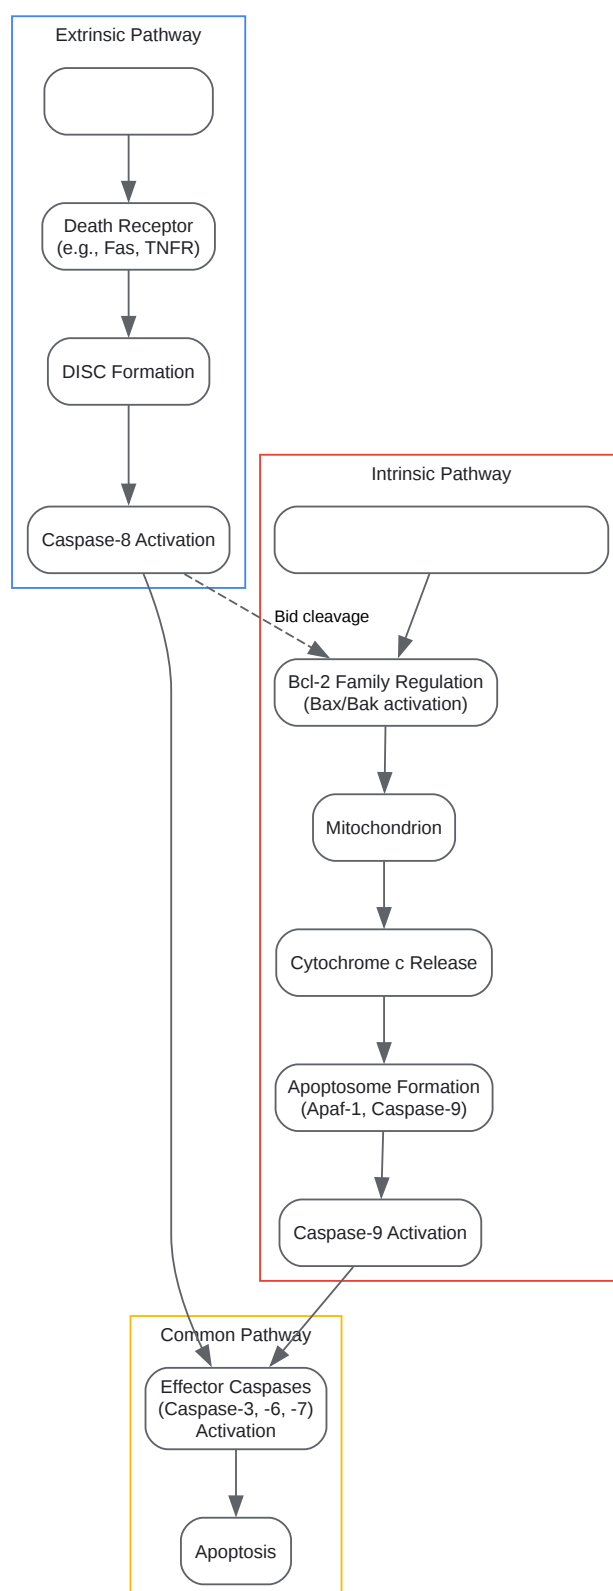 Extrinsic Pathway
Death Receptor
(e.g., Fas, TNFR)
DISC Formation
Caspase-8 Activation
Intrinsic Pathway
Bid cleavage
Bcl-2 Family Regulation
(Bax/Bak activation)
Mitochondrion
Cytochrome c Release
Apoptosome Formation
(Apaf-1, Caspase-9)
Caspase-9 Activation
Common Pathway
Effector Caspases
(Caspase-3, -6, -7)
Activation
Apoptosis